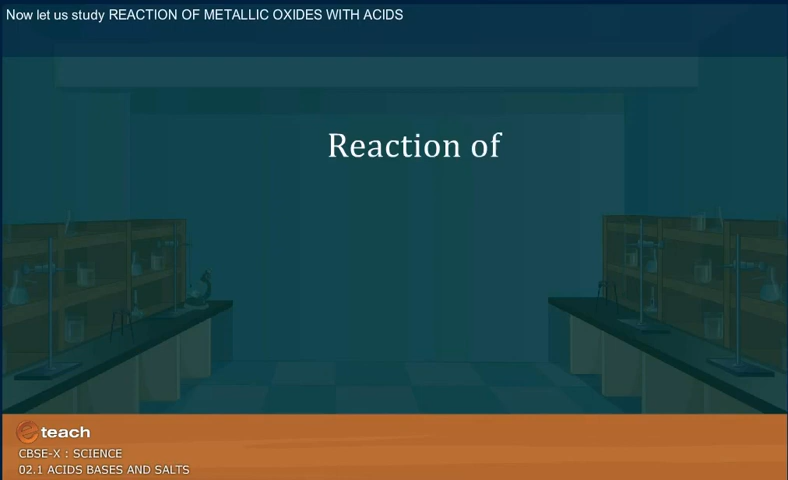 Now let us study REACTION OF METALLIC OXIDES WITH ACIDS
Reaction of
e teach
CBSE-X : SCIENCE
02.1 ACIDS BASES AND SALTS